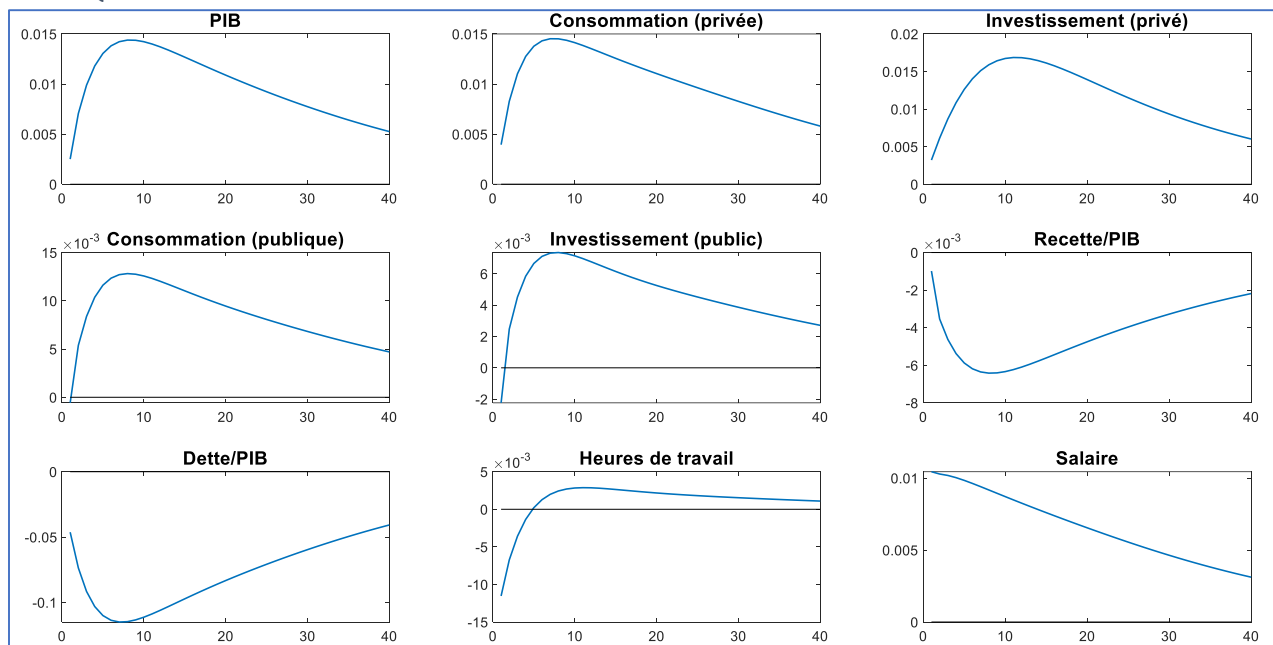 PIB
0.015
0.01
0.005
0
0 10 20 30 40
Consommation (privée)
0.015
0.01
0.005
0
0 10 20 30 40
Investissement (privé)
0.02
0.015
0.01
0.005
0
0 10 20 30 40
Consommation (publique)
×10-3
15
10
5
0
0 10 20 30 40
Investissement (public)
×10-3
6
4
2
0
-2
0 10 20 30 40
Recette/PIB
×10-3
0
-2
-4
-6
-8
0 10 20 30 40
Dette/PIB
0
-0.05
-0.1
0 10 20 30 40
Heures de travail
×10-3
5
0
-5
-10
-15
0 10 20 30 40
Salaire
0.01
0.005
0
0 10 20 30 40